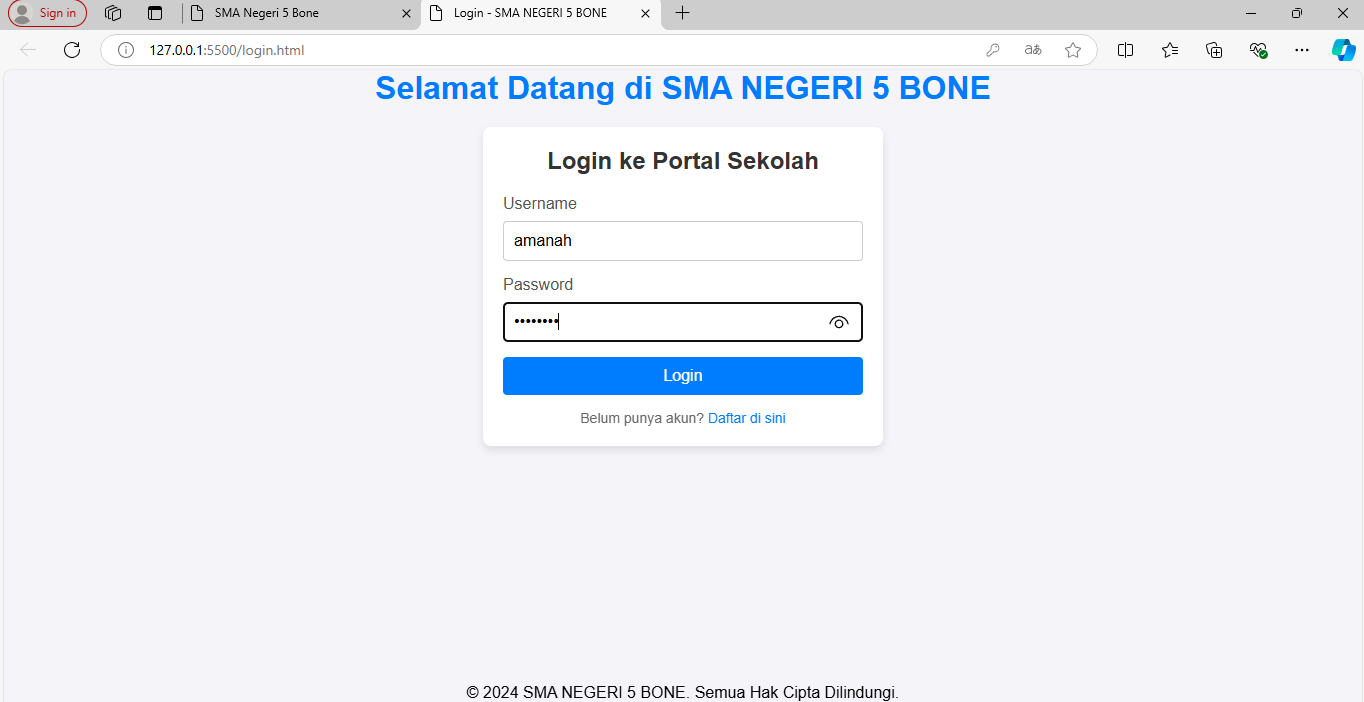 Sign in
SMA Negeri 5 Bone
Login - SMA NEGERI 5 BONE
127.0.0.1:5500/login.html
aあ
Selamat Datang di SMA NEGERI 5 BONE
Login ke Portal Sekolah
Username
amanah
Password
••••••••
Login
Belum punya akun? Daftar di sini
© 2024 SMA NEGERI 5 BONE. Semua Hak Cipta Dilindungi.